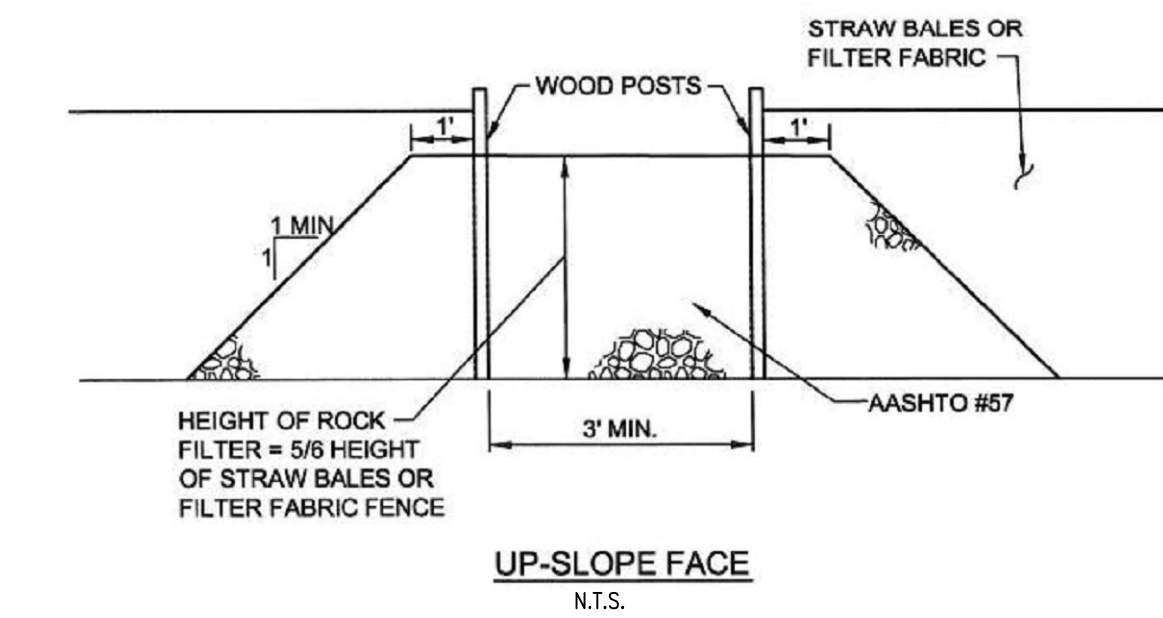 STRAW BALES OR
FILTER FABRIC
WOOD POSTS
1'
1'
1 MIN
1
HEIGHT OF ROCK
FILTER = 5/6 HEIGHT
OF STRAW BALES OR
FILTER FABRIC FENCE
3' MIN.
AASHTO #57
UP-SLOPE FACE
N.T.S.